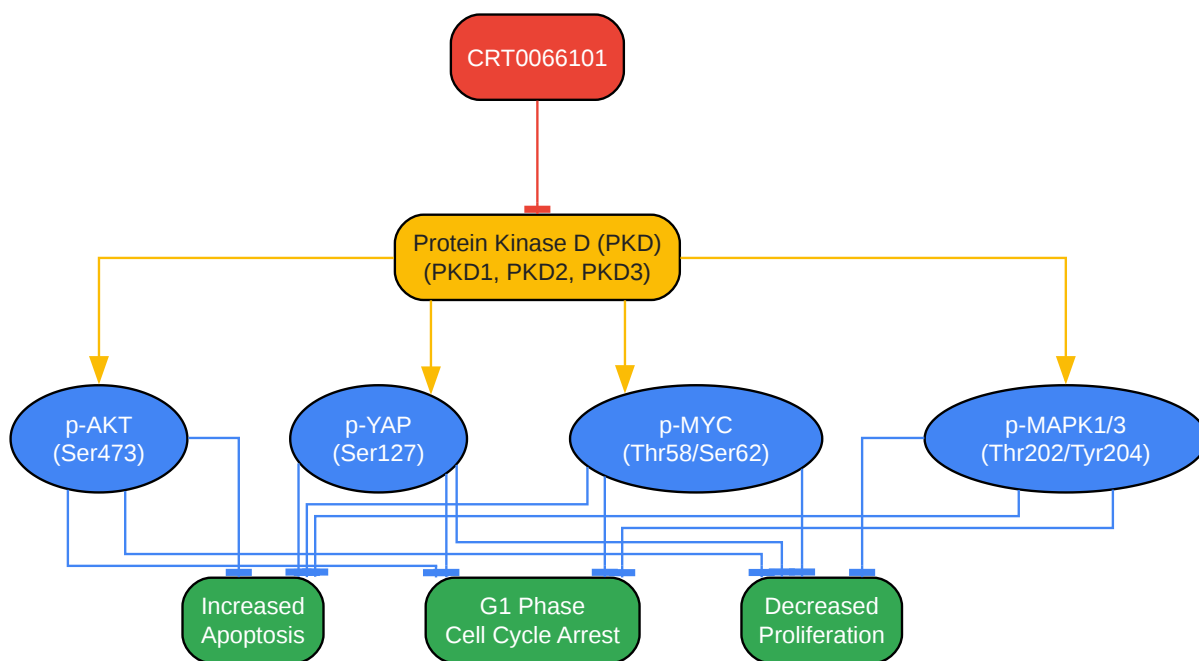 CRT0066101
Protein Kinase D (PKD)
(PKD1, PKD2, PKD3)
p-AKT
(Ser473)
p-YAP
(Ser127)
p-MYC
(Thr58/Ser62)
p-MAPK1/3
(Thr202/Tyr204)
Increased
Apoptosis
G1 Phase
Cell Cycle Arrest
Decreased
Proliferation